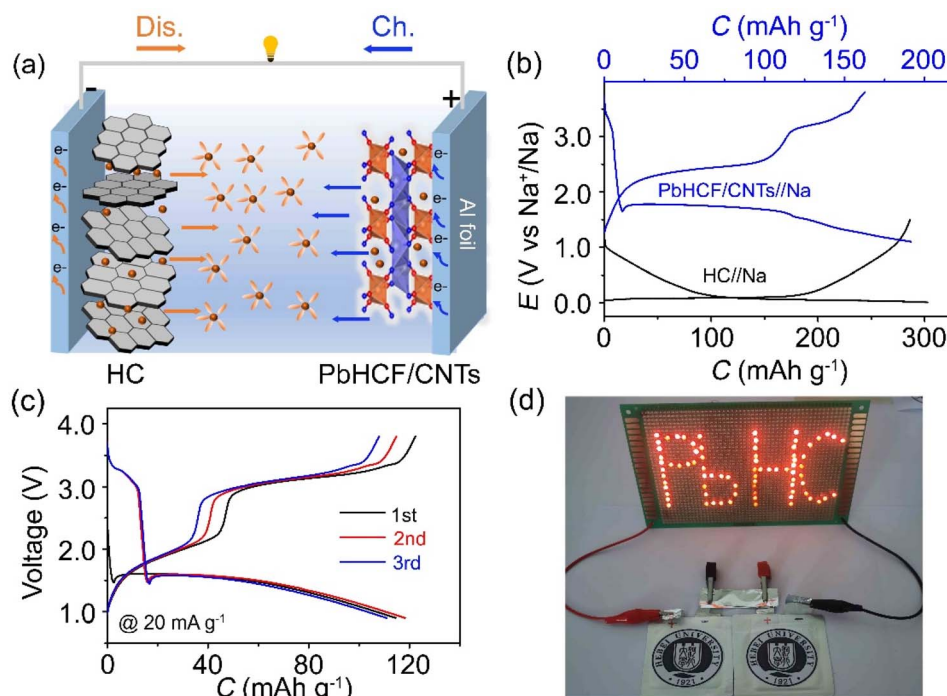 Dis.
Ch.
(a)
-
+
e-
e-
e-
e-
e-
e-
e-
e-
Al foil
HC
PbHCF/CNTs
C (mAh g⁻¹)
0 50 100 150 200
(b)
3.0
2.0
1.0
0.0
E (V vs Na⁺/Na)
PbHCF/CNTs//Na
HC//Na
0 100 200 300
C (mAh g⁻¹)
(c)
4.0
3.0
2.0
1.0
Voltage (V)
1st
2nd
3rd
@ 20 mA g⁻¹
0 40 80 120
C (mAh g⁻¹)
(d)
PbHC
+ -
+ -
HEBEI UNIVERSITY
1921
HEBEI UNIVERSITY
1921